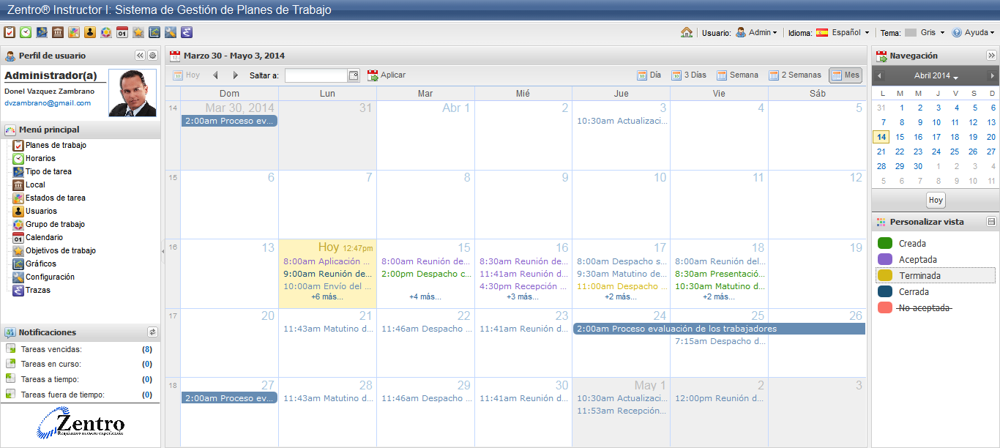 Zentro® Instructor I: Sistema de Gestión de Planes de Trabajo
Usuario: Admin Idioma: Español Tema: Gris Ayuda
Perfil de usuario
Administrador(a)
Donel Vazquez Zambrano
dvzambrano@gmail.com
Menú principal
Planes de trabajo
Horarios
Tipo de tarea
Local
Estados de tarea
Usuarios
Grupo de trabajo
Calendario
Objetivos de trabajo
Gráficos
Configuración
Trazas
Notificaciones
Tareas vencidas: (8)
Tareas en curso: (0)
Tareas a tiempo: (0)
Tareas fuera de tiempo: (0)
Zentro
Regulamos nuestra experiencia
Marzo 30 - Mayo 3, 2014
Hoy Saltar a: Aplicar Día 3 Días Semana 2 Semanas Mes
Dom Lun Mar Mié Jue Vie Sáb
14 Mar 30, 2014 31 Abr 1 2 3 4 5
2:00am Proceso ev... 10:30am Actualizaci...
15 6 7 8 9 10 11 12
16 13 Hoy 12:47pm 15 16 17 18 19
8:00am Aplicación ... 8:00am Reunión de... 8:30am Reunión de... 8:00am Despacho s... 8:00am Reunión del...
9:00am Reunión de... 2:00pm Despacho c... 11:41am Reunión d... 9:30am Matutino de... 8:30am Presentació...
10:00am Envío del ... 4:30pm Recepción ... 11:00am Despacho ... 10:30am Matutino d...
+6 más... +4 más... +3 más... +2 más... +2 más...
17 20 21 22 23 24 25 26
11:43am Matutino d... 11:46am Despacho ... 11:41am Reunión d... 2:00am Proceso evaluación de los trabajadores
7:15am Despacho d...
18 27 28 29 30 May 1 2 3
2:00am Proceso ev... 11:43am Matutino d... 11:46am Despacho ... 11:41am Reunión d... 10:30am Actualizaci... 12:00pm Reunión d...
11:53am Recepción...
Navegación
Abril 2014
L M M J V S D
31 1 2 3 4 5 6
7 8 9 10 11 12 13
14 15 16 17 18 19 20
21 22 23 24 25 26 27
28 29 30 1 2 3 4
5 6 7 8 9 10 11
Hoy
Personalizar vista
Creada
Aceptada
Terminada
Cerrada
No aceptada